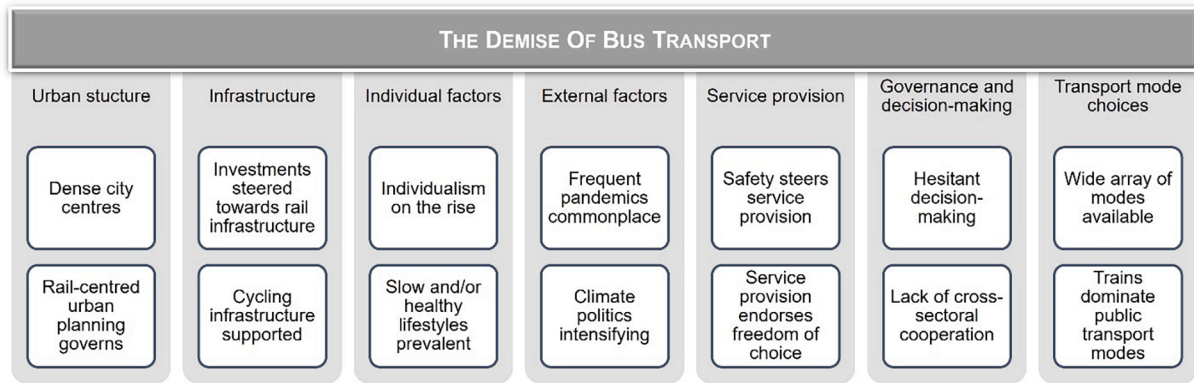 THE DEMISE OF BUS TRANSPORT
Urban stucture
Dense city
centres
Rail-centred
urban
planning
governs
Infrastructure
Investments
steered
towards rail
infrastructure
Cycling
infrastructure
supported
Individual factors
Individualism
on the rise
Slow and/or
healthy
lifestyles
prevalent
External factors
Frequent
pandemics
commonplace
Climate
politics
intensifying
Service provision
Safety steers
service
provision
Service
provision
endorses
freedom of
choice
Governance and
decision-making
Hesitant
decision-
making
Lack of cross-
sectoral
cooperation
Transport mode
choices
Wide array of
modes
available
Trains
dominate
public
transport
modes